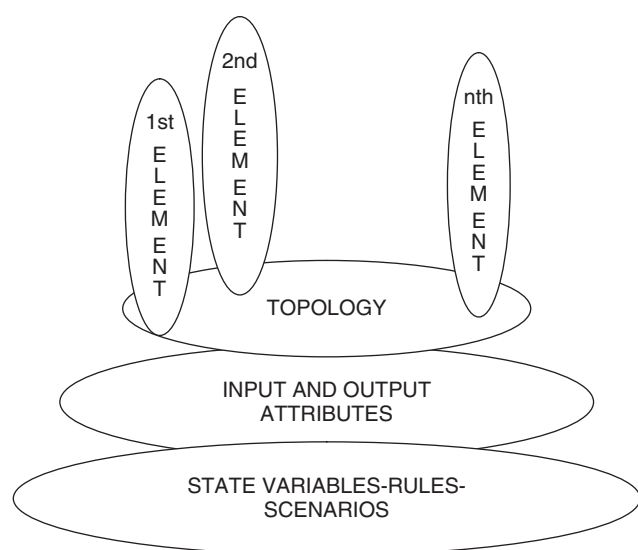 1st
E
L
E
M
E
N
T
2nd
E
L
E
M
E
N
T
nth
E
L
E
M
E
N
T
TOPOLOGY
INPUT AND OUTPUT
ATTRIBUTES
STATE VARIABLES-RULES-
SCENARIOS